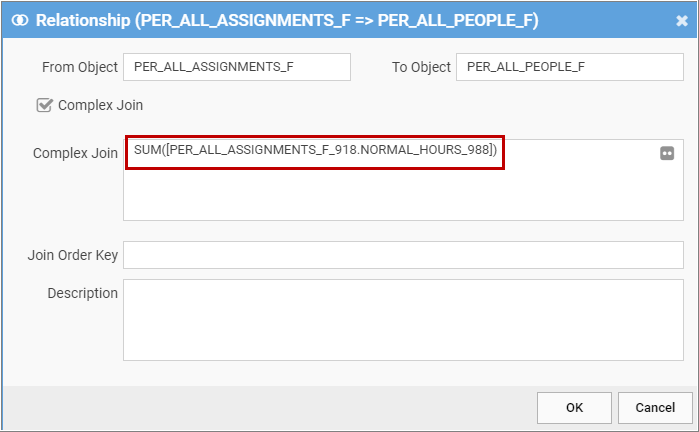 Relationship (PER_ALL_ASSIGNMENTS_F => PER_ALL_PEOPLE_F)
From Object PER_ALL_ASSIGNMENTS_F To Object PER_ALL_PEOPLE_F
Complex Join
Complex Join SUM([PER_ALL_ASSIGNMENTS_F_918.NORMAL_HOURS_988])
Join Order Key
Description
OK Cancel